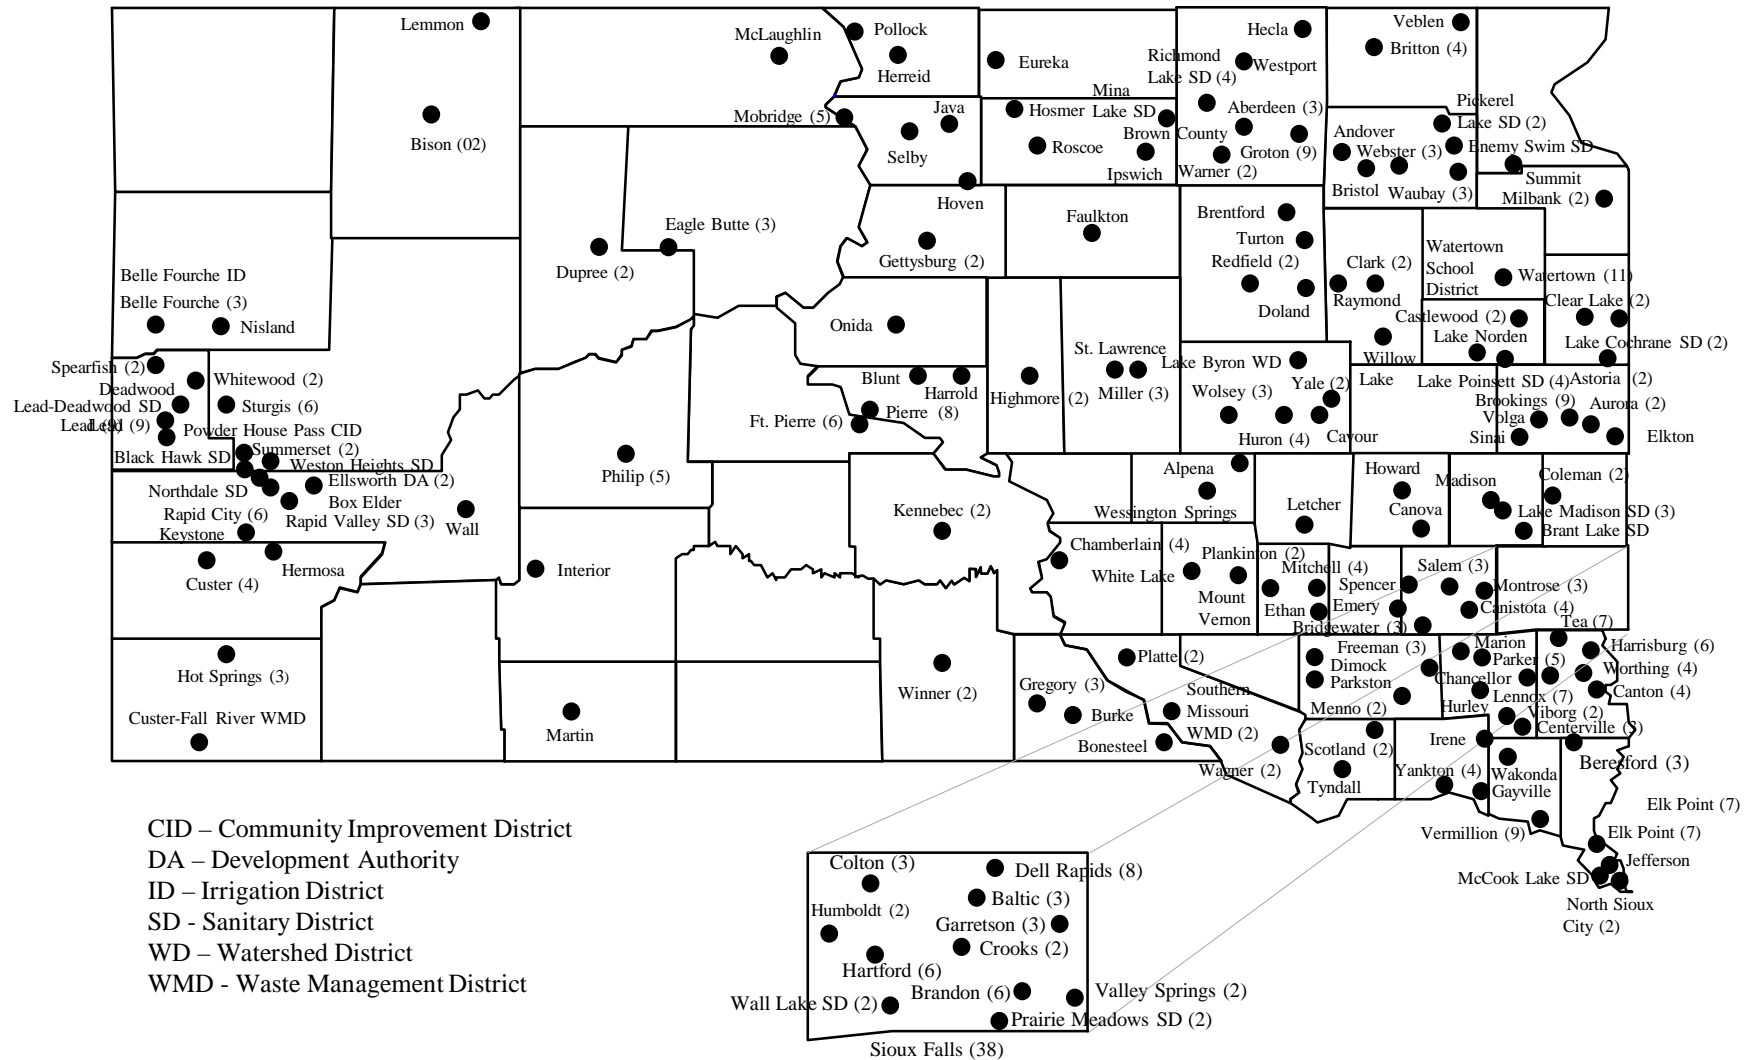 Lemmon
McLaughlin
Pollock
Herreid
Eureka
Hecla
Richmond
Lake SD (4)
Westport
Veblen
Britton (4)
Bison (02)
Mobridge (5)
Java
Selby
Mina
Hosmer
Lake SD
Roscoe
Ipswich
Aberdeen (3)
Brown County
Groton (9)
Warner (2)
Pickerel
Lake SD (2)
Andover
Webster (3)
Enemy Swim SD
Bristol
Waubay (3)
Summit
Milbank (2)
Hoven
Eagle Butte (3)
Dupree (2)
Gettysburg (2)
Faulkton
Brentford
Turton
Redfield (2)
Doland
Clark (2)
Raymond
Willow
Lake
Watertown
School
District
Watertown (11)
Clear Lake (2)
Castlewood (2)
Lake Norden
Lake Cochrane SD (2)
Belle Fourche ID
Belle Fourche (3)
Nisland
Onida
St. Lawrence
Miller (3)
Lake Byron WD
Wolsey (3)
Yale (2)
Huron (4)
Cavour
Spearfish (2)
Deadwood
Whitewood (2)
Lead-Deadwood SD
Sturgis (6)
Lead (9)
Lead (9)
Powder House Pass CID
Summerset (2)
Black Hawk SD
Weston Heights SD
Ellsworth DA (2)
Northdale SD
Box Elder
Rapid City (6)
Rapid Valley SD (3)
Keystone
Wall
Blunt
Harrold
Pierre (8)
Ft. Pierre (6)
Highmore (2)
Lake Poinsett SD (4)
Astoria (2)
Brookings (9)
Aurora (2)
Volga
Sinai
Elkton
Philip (5)
Kennebec (2)
Alpena
Wessington Springs
Letcher
Howard
Canova
Madison
Coleman (2)
Lake Madison SD (3)
Brant Lake SD
Custer (4)
Hermosa
Interior
Chamberlain (4)
White Lake
Plankinton (2)
Mount
Vernon
Mitchell (4)
Ethan
Spencer
Emery
Bridgewater (3)
Salem (3)
Montrose (3)
Canistota (4)
Tea (7)
Hot Springs (3)
Custer-Fall River WMD
Martin
Winner (2)
Gregory (3)
Burke
Bonesteel
Platte (2)
Southern
Missouri
WMD (2)
Wagner (2)
Freeman (3)
Dimock
Parkston
Menno (2)
Marion
Parker (5)
Chancellor
Lennox (7)
Hurley
Viborg (2)
Centerville (3)
Harrisburg (6)
Worthing (4)
Canton (4)
Scotland (2)
Tyndall
Irene
Yankton (4)
Wakonda
Gayville
Beresford (3)
Vermillion (9)
Elk Point (7)
Elk Point (7)
Jefferson
McCook Lake SD
North Sioux
City (2)
CID – Community Improvement District
DA – Development Authority
ID – Irrigation District
SD - Sanitary District
WD – Watershed District
WMD - Waste Management District
Colton (3)
Dell Rapids (8)
Humboldt (2)
Baltic (3)
Garretson (3)
Crooks (2)
Hartford (6)
Brandon (6)
Valley Springs (2)
Wall Lake SD (2)
Prairie Meadows SD (2)
Sioux Falls (38)